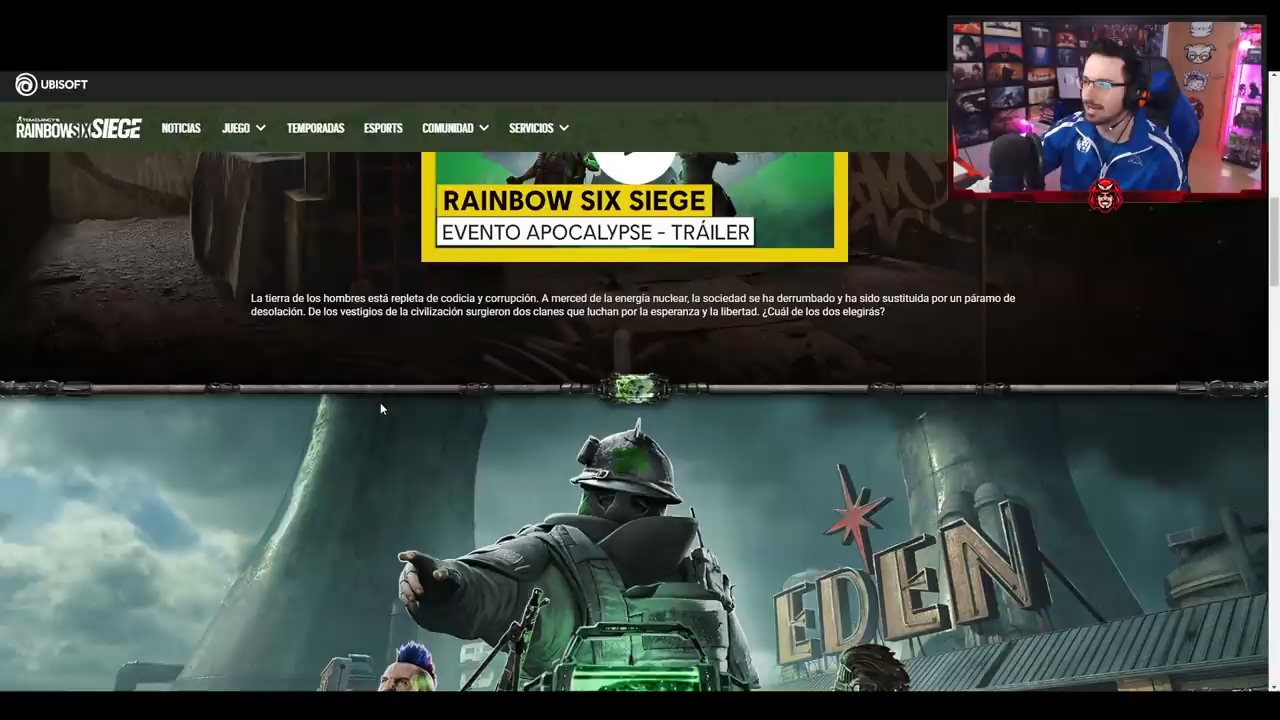 UBISOFT
TOM CLANCY'S
RAINBOWSIX SIEGE
NOTICIAS
JUEGO
TEMPORADAS
ESPORTS
COMUNIDAD
SERVICIOS
RAINBOW SIX SIEGE
EVENTO APOCALYPSE - TRÁILER
La tierra de los hombres está repleta de codicia y corrupción. A merced de la energía nuclear, la sociedad se ha derrumbado y ha sido sustituida por un páramo de
desolación. De los vestigios de la civilización surgieron dos clanes que luchan por la esperanza y la libertad. ¿Cuál de los dos elegirás?
EDEN